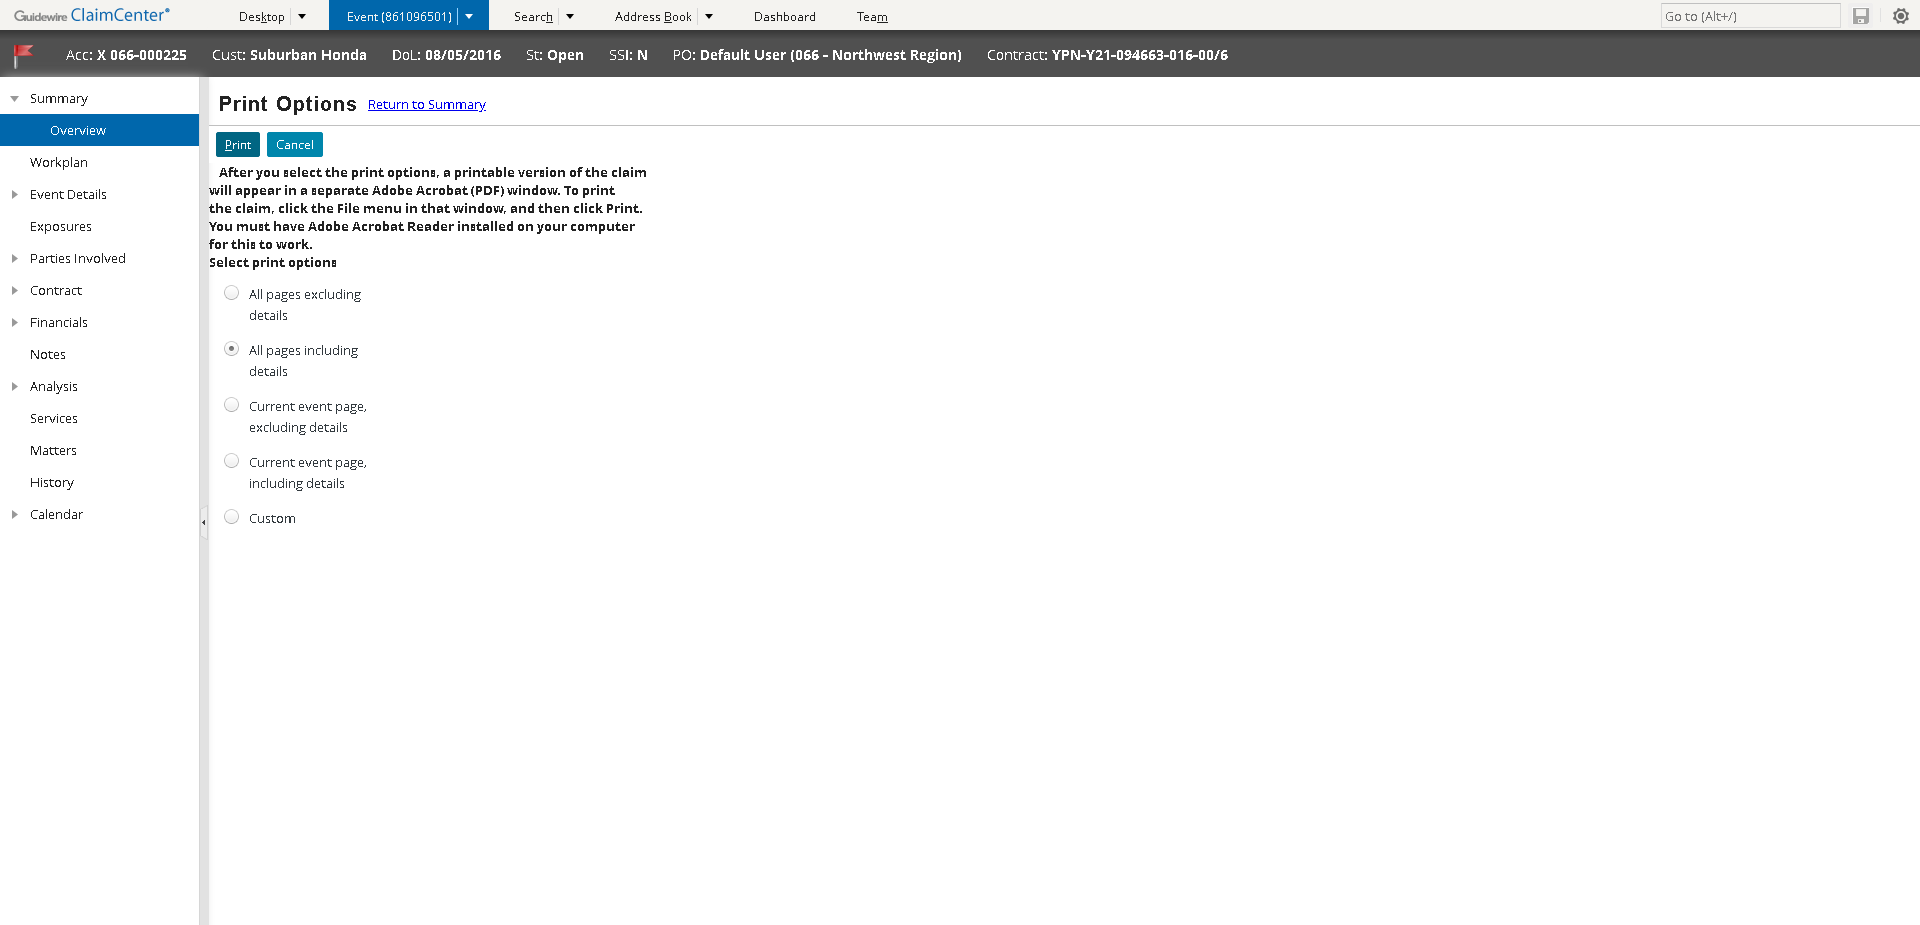 Guidewire ClaimCenter®
Desktop
Event (861096501)
Search
Address Book
Dashboard
Team
Go to (Alt+/)
Acc: X 066-000225 Cust: Suburban Honda DoL: 08/05/2016 St: Open SSI: N PO: Default User (066 - Northwest Region) Contract: YPN-Y21-094663-016-00/6
Summary
Overview
Workplan
Event Details
Exposures
Parties Involved
Contract
Financials
Notes
Analysis
Services
Matters
History
Calendar
Print Options Return to Summary
Print Cancel
After you select the print options, a printable version of the claim
will appear in a separate Adobe Acrobat (PDF) window. To print
the claim, click the File menu in that window, and then click Print.
You must have Adobe Acrobat Reader installed on your computer
for this to work.
Select print options
All pages excluding
details
All pages including
details
Current event page,
excluding details
Current event page,
including details
Custom